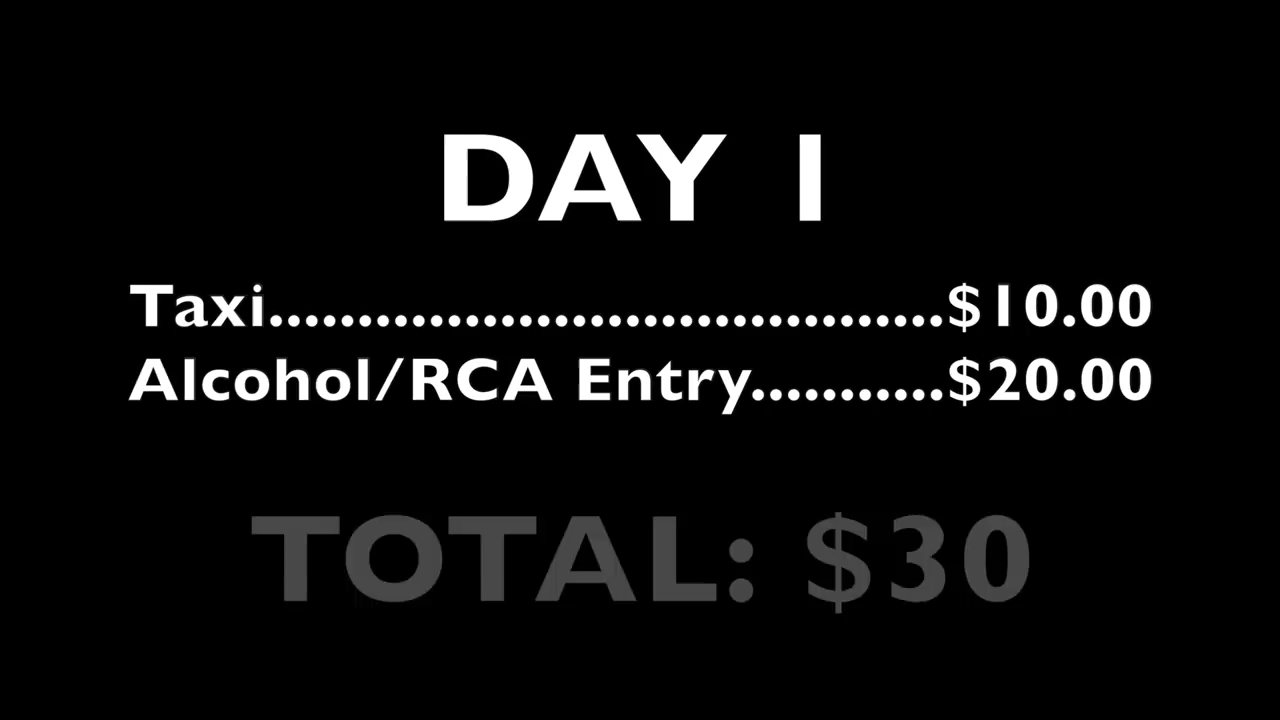 DAY 1
Taxi......................................$10.00
Alcohol/RCA Entry...........$20.00
TOTAL: $30